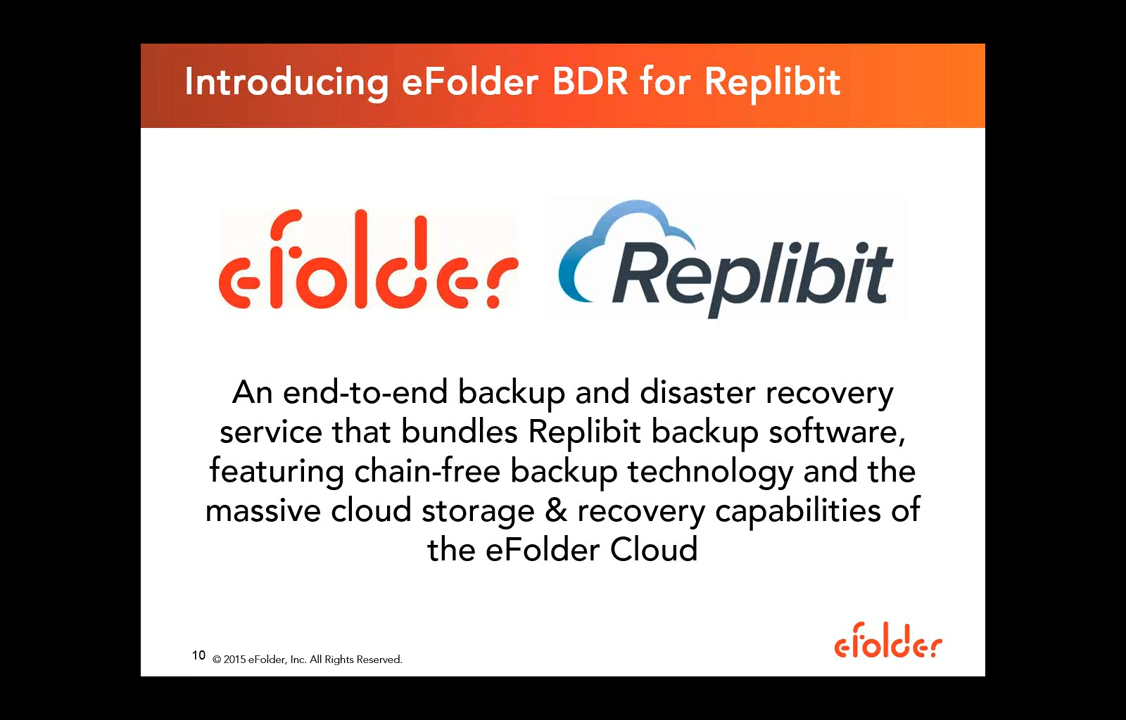 Introducing eFolder BDR for Replibit
eFolder
Replibit
An end-to-end backup and disaster recovery
service that bundles Replibit backup software,
featuring chain-free backup technology and the
massive cloud storage & recovery capabilities of
the eFolder Cloud
10 © 2015 eFolder, Inc. All Rights Reserved.
eFolder